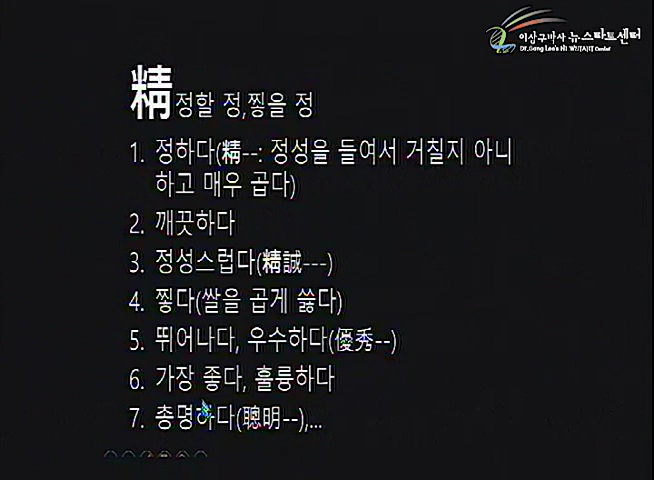 이상구박사 뉴스타트센터
Dr.Sang Lee's NEWSTART Center
精정할 정,찧을 정
1. 정하다(精--: 정성을 들여서 거칠지 아니
하고 매우 곱다)
2. 깨끗하다
3. 정성스럽다(精誠---)
4. 찧다(쌀을 곱게 쓿다)
5. 뛰어나다, 우수하다(優秀--)
6. 가장 좋다, 훌륭하다
7. 총명하다(聰明--),...